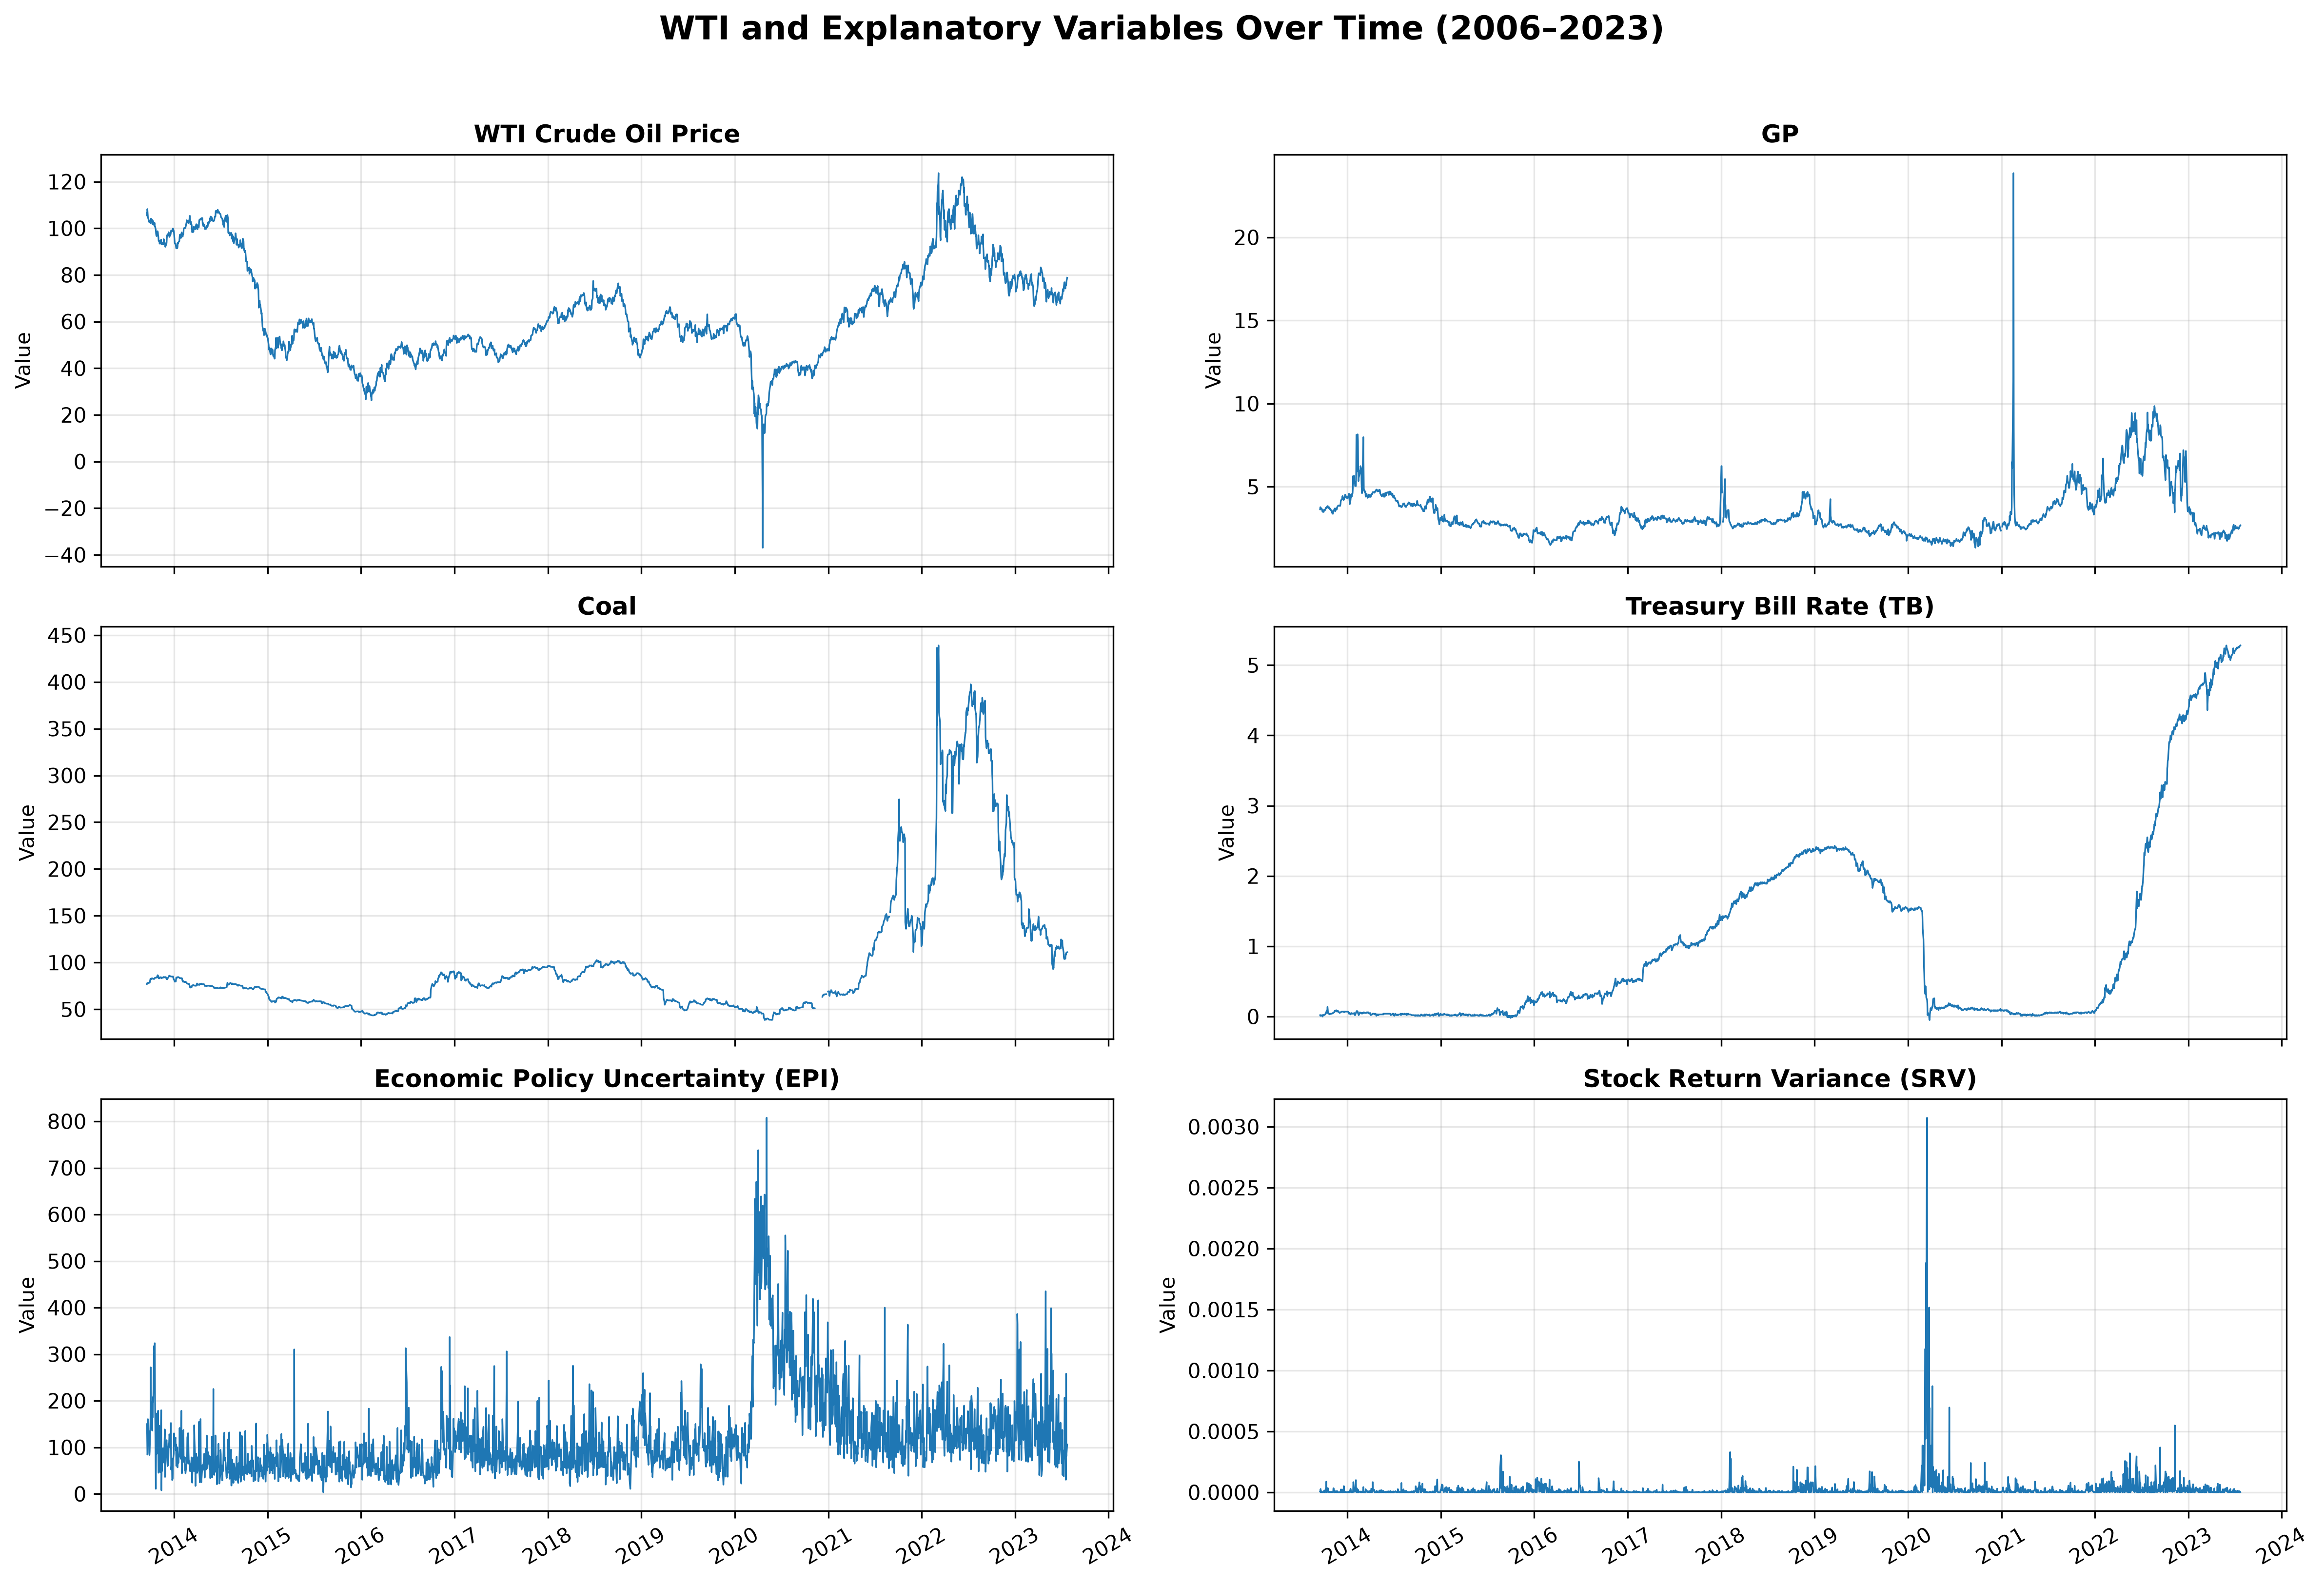 WTI and Explanatory Variables Over Time (2006–2023)
WTI Crude Oil Price
Value
120
100
80
60
40
20
0
−20
−40
GP
Value
20
15
10
5
Coal
Value
450
400
350
300
250
200
150
100
50
Treasury Bill Rate (TB)
Value
5
4
3
2
1
0
Economic Policy Uncertainty (EPI)
Value
800
700
600
500
400
300
200
100
0
2014 2015 2016 2017 2018 2019 2020 2021 2022 2023 2024
Stock Return Variance (SRV)
Value
0.0030
0.0025
0.0020
0.0015
0.0010
0.0005
0.0000
2014 2015 2016 2017 2018 2019 2020 2021 2022 2023 2024